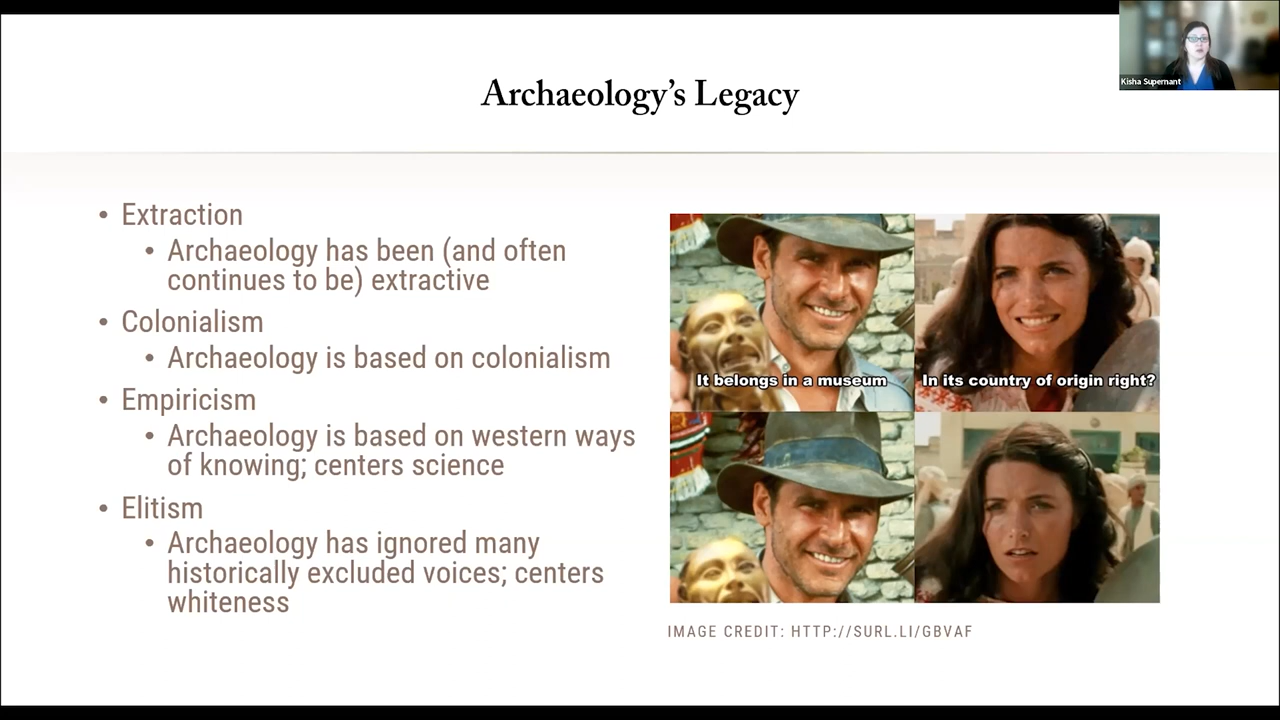 Kisha Supernant
Archaeology's Legacy
• Extraction
• Archaeology has been (and often
continues to be) extractive
• Colonialism
• Archaeology is based on colonialism
• Empiricism
• Archaeology is based on western ways
of knowing; centers science
• Elitism
• Archaeology has ignored many
historically excluded voices; centers
whiteness
It belongs in a museum
In its country of origin right?
IMAGE CREDIT: HTTP://SURL.LI/GBVAF